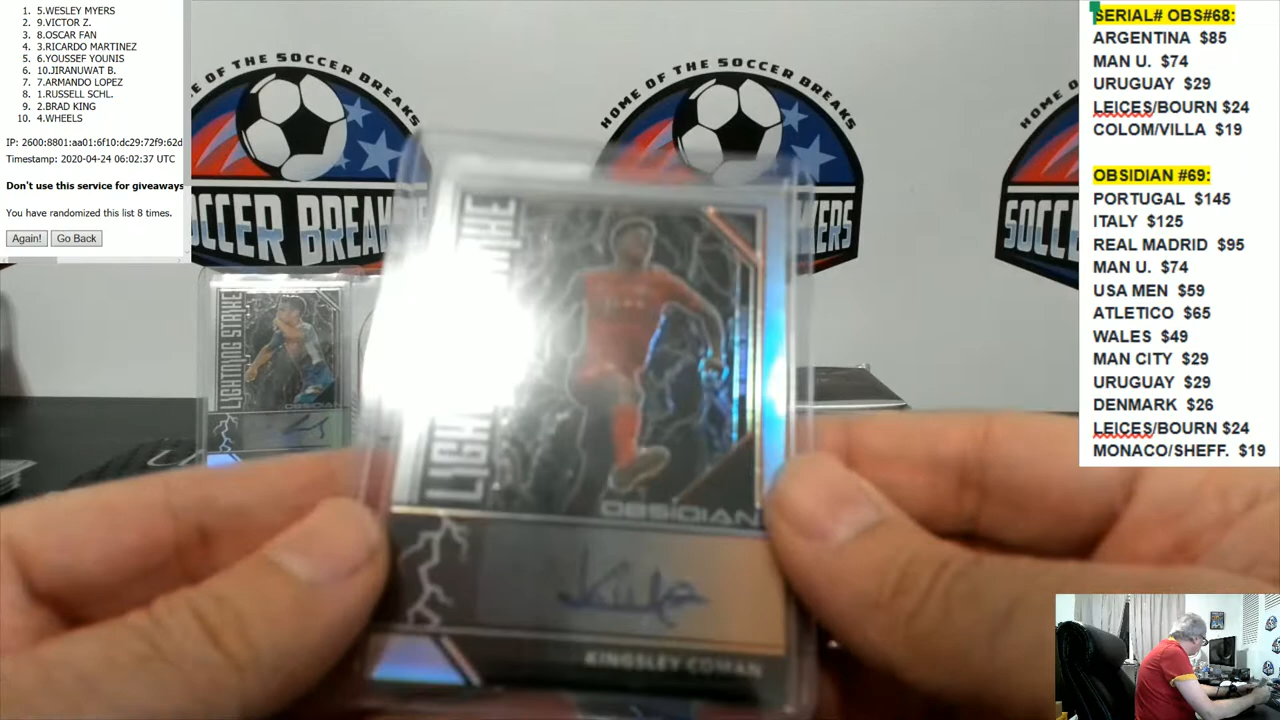 1. 5.WESLEY MYERS
2. 9.VICTOR Z.
3. 8.OSCAR FAN
4. 3.RICARDO MARTINEZ
5. 6.YOUSSEF YOUNIS
6. 10.JIRANUWAT B.
7. 7.ARMANDO LOPEZ
8. 1.RUSSELL SCHL.
9. 2.BRAD KING
10. 4.WHEELS
IP: 2600:8801:aa01:6f10:dc29:72f9:62d
Timestamp: 2020-04-24 06:02:37 UTC
Don't use this service for giveaways
You have randomized this list 8 times.
Again! Go Back
HOME OF THE SOCCER BREAKS
SOCCER BREAK
HOME OF THE SOCCER BREAKS
KERS
HOME OF
SOCCER
LIGHTNING STRIKE
OBSIDIAN
OBSIDIAN
KINGSLEY COMAN
SERIAL# OBS#68:
ARGENTINA $85
MAN U. $74
URUGUAY $29
LEICES/BOURN $24
COLOM/VILLA $19
OBSIDIAN #69:
PORTUGAL $145
ITALY $125
REAL MADRID $95
MAN U. $74
USA MEN $59
ATLETICO $65
WALES $49
MAN CITY $29
URUGUAY $29
DENMARK $26
LEICES/BOURN $24
MONACO/SHEFF. $19